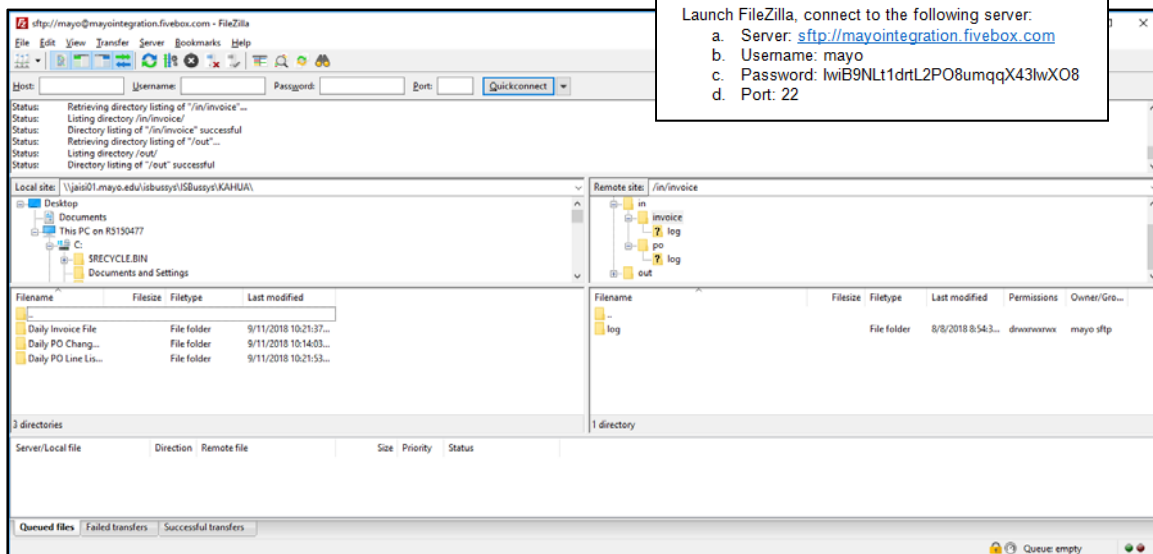 sftp://mayo@mayointegration.fivebox.com - FileZilla
File Edit View Transfer Server Bookmarks Help
Host: Username: Password: Port: Quickconnect
Launch FileZilla, connect to the following server:
a. Server: sftp://mayointegration.fivebox.com
b. Username: mayo
c. Password: lwiB9NLt1drtL2PO8umqqX43lwXO8
d. Port: 22
Status: Retrieving directory listing of "/in/invoice"...
Status: Listing directory /in/invoice/
Status: Directory listing of "/in/invoice" successful
Status: Retrieving directory listing of "/out"...
Status: Listing directory /out/
Status: Directory listing of "/out" successful
Local site: \\jaisi01.mayo.edu\isbussys\ISBussys\KAHUA\
Desktop
Documents
This PC on R5150477
C:
$RECYCLE.BIN
Documents and Settings
Remote site: /in/invoice
in
invoice
? log
po
? log
out
Filename Filesize Filetype Last modified
..
Daily Invoice File File folder 9/11/2018 10:21:37...
Daily PO Chang... File folder 9/11/2018 10:14:03...
Daily PO Line Lis... File folder 9/11/2018 10:21:53...
3 directories
Filename Filesize Filetype Last modified Permissions Owner/Gro...
..
log File folder 8/8/2018 8:54:3... drwxrwxrwx mayo sftp
1 directory
Server/Local file Direction Remote file Size Priority Status
Queued files Failed transfers Successful transfers
Queue: empty